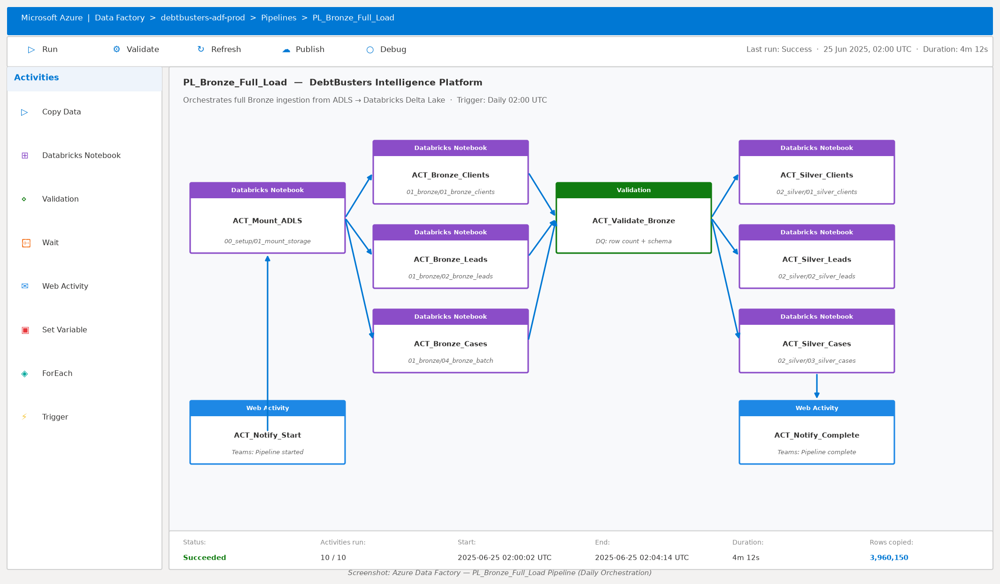 Microsoft Azure | Data Factory > debtbusters-adf-prod > Pipelines > PL_Bronze_Full_Load
Run
Validate
Refresh
Publish
Debug
Last run: Success · 25 Jun 2025, 02:00 UTC · Duration: 4m 12s
Activities
Copy Data
Databricks Notebook
Validation
Wait
Web Activity
Set Variable
ForEach
Trigger
PL_Bronze_Full_Load — DebtBusters Intelligence Platform
Orchestrates full Bronze ingestion from ADLS → Databricks Delta Lake · Trigger: Daily 02:00 UTC
Databricks Notebook
ACT_Mount_ADLS
00_setup/01_mount_storage
Web Activity
ACT_Notify_Start
Teams: Pipeline started
Databricks Notebook
ACT_Bronze_Clients
01_bronze/01_bronze_clients
Databricks Notebook
ACT_Bronze_Leads
01_bronze/02_bronze_leads
Databricks Notebook
ACT_Bronze_Cases
01_bronze/04_bronze_batch
Validation
ACT_Validate_Bronze
DQ: row count + schema
Databricks Notebook
ACT_Silver_Clients
02_silver/01_silver_clients
Databricks Notebook
ACT_Silver_Leads
02_silver/02_silver_leads
Databricks Notebook
ACT_Silver_Cases
02_silver/03_silver_cases
Web Activity
ACT_Notify_Complete
Teams: Pipeline complete
Status:
Succeeded
Activities run:
10 / 10
Start:
2025-06-25 02:00:02 UTC
End:
2025-06-25 02:04:14 UTC
Duration:
4m 12s
Rows copied:
3,960,150
Screenshot: Azure Data Factory — PL_Bronze_Full_Load Pipeline (Daily Orchestration)